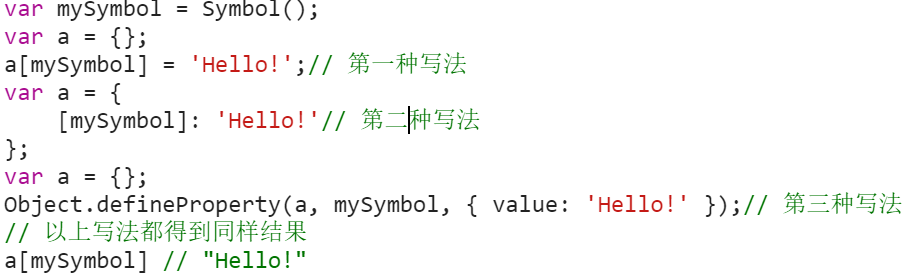 var mySymbol = Symbol();
var a = {};
a[mySymbol] = 'Hello!';// 第一种写法
var a = {
    [mySymbol]: 'Hello!'// 第二种写法
};
var a = {};
Object.defineProperty(a, mySymbol, { value: 'Hello!' });// 第三种写法
// 以上写法都得到同样结果
a[mySymbol] // "Hello!"